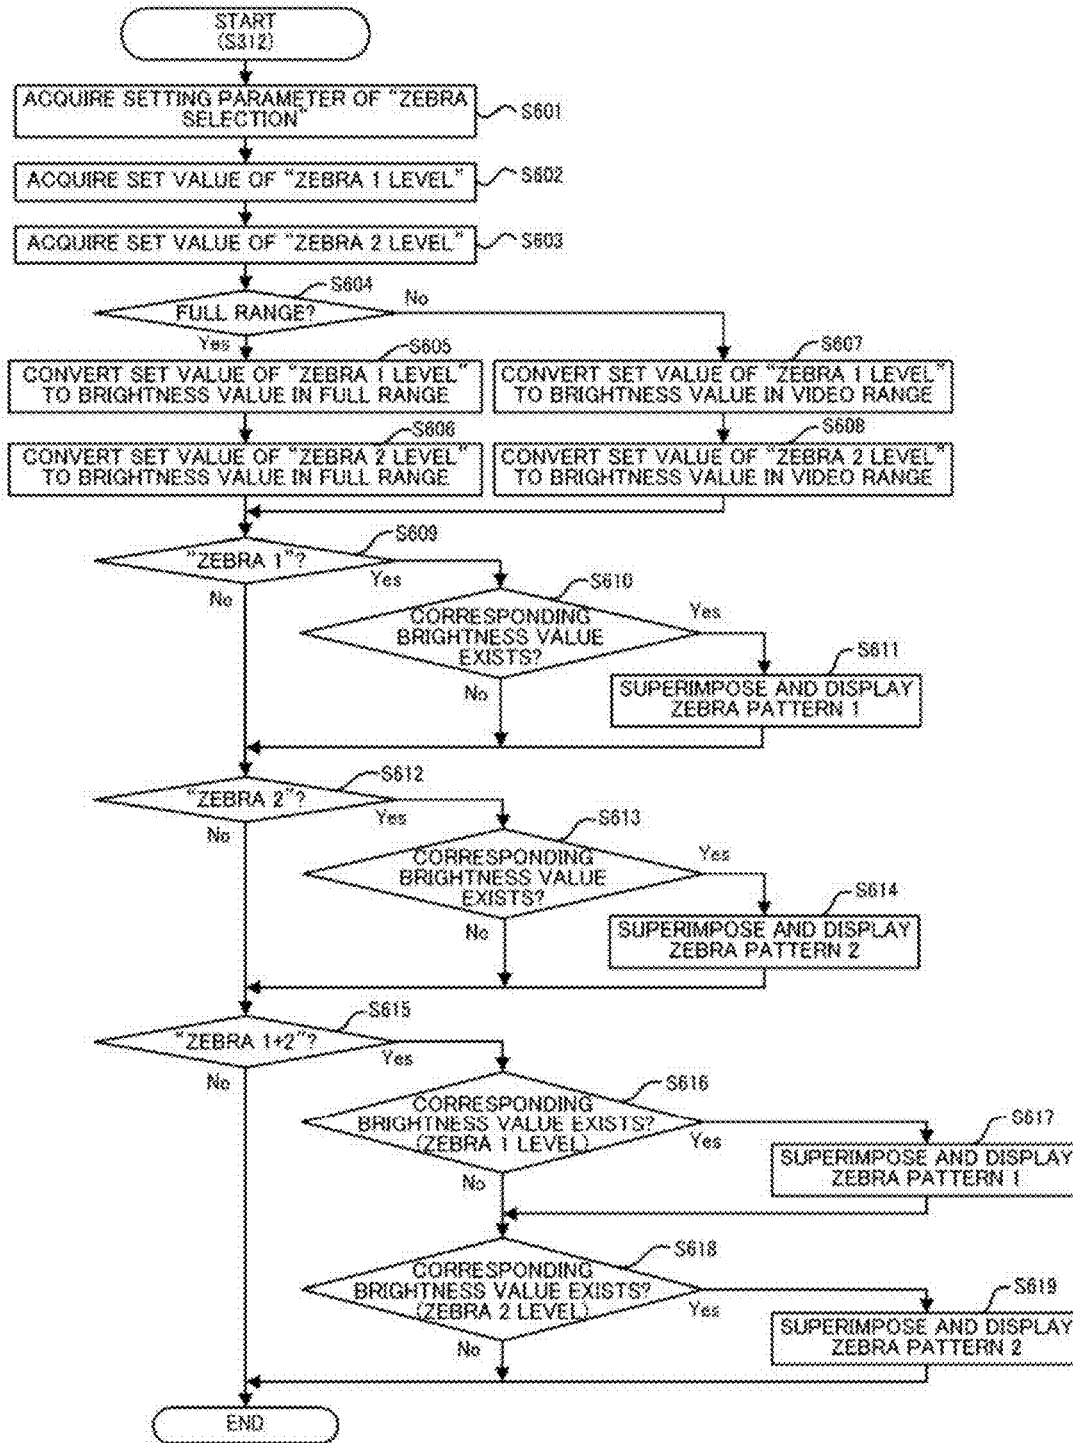 START
(S312)
ACQUIRE SETTING PARAMETER OF "ZEBRA
SELECTION"
S601
ACQUIRE SET VALUE OF "ZEBRA 1 LEVEL"
S602
ACQUIRE SET VALUE OF "ZEBRA 2 LEVEL"
S603
S604
FULL RANGE?
No
Yes
S605
CONVERT SET VALUE OF "ZEBRA 1 LEVEL"
TO BRIGHTNESS VALUE IN FULL RANGE
S607
CONVERT SET VALUE OF "ZEBRA 1 LEVEL"
TO BRIGHTNESS VALUE IN VIDEO RANGE
S606
CONVERT SET VALUE OF "ZEBRA 2 LEVEL"
TO BRIGHTNESS VALUE IN FULL RANGE
S608
CONVERT SET VALUE OF "ZEBRA 2 LEVEL"
TO BRIGHTNESS VALUE IN VIDEO RANGE
S609
"ZEBRA 1"?
Yes
No
S610
CORRESPONDING
BRIGHTNESS VALUE
EXISTS?
Yes
No
S611
SUPERIMPOSE AND DISPLAY
ZEBRA PATTERN 1
S612
"ZEBRA 2"?
Yes
No
S613
CORRESPONDING
BRIGHTNESS VALUE
EXISTS?
Yes
No
S614
SUPERIMPOSE AND DISPLAY
ZEBRA PATTERN 2
S615
"ZEBRA 1+2"?
Yes
No
S616
CORRESPONDING
BRIGHTNESS VALUE EXISTS?
(ZEBRA 1 LEVEL)
Yes
No
S617
SUPERIMPOSE AND DISPLAY
ZEBRA PATTERN 1
S618
CORRESPONDING
BRIGHTNESS VALUE EXISTS?
(ZEBRA 2 LEVEL)
Yes
No
S619
SUPERIMPOSE AND DISPLAY
ZEBRA PATTERN 2
END